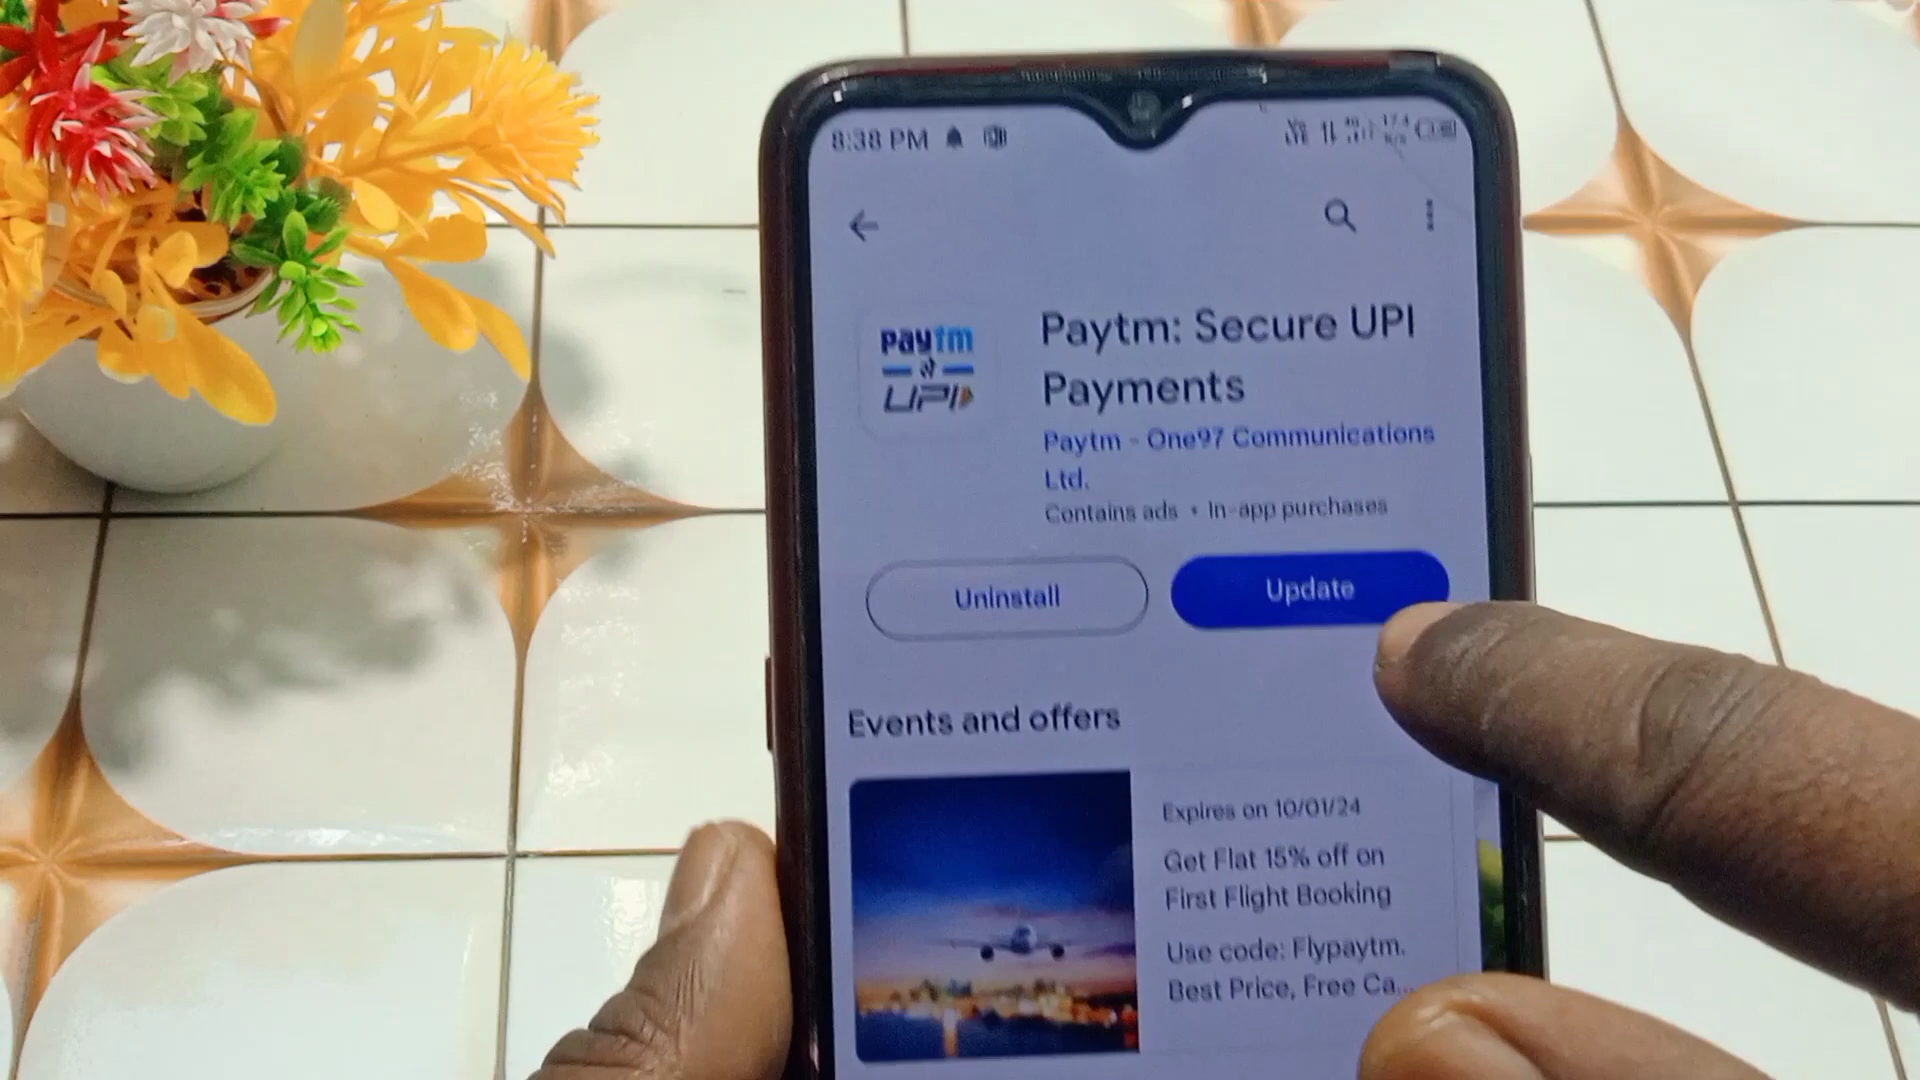 8:38 PM
paytm
UPI
Paytm: Secure UPI
Payments
Paytm - One97 Communications
Ltd.
Contains ads • In-app purchases
Uninstall
Update
Events and offers
Expires on 10/01/24
Get Flat 15% off on
First Flight Booking
Use code: Flypaytm.
Best Price, Free Ca...